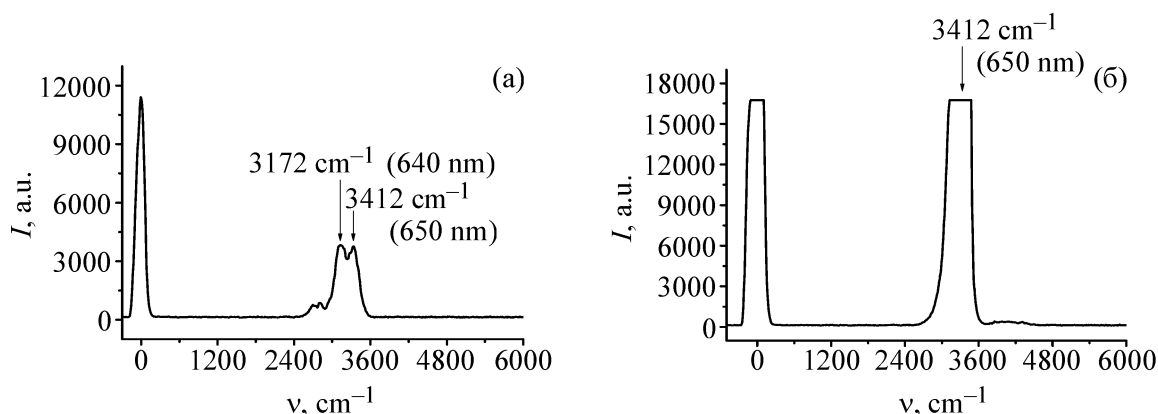 (а)
12000
9000
6000
3000
0
I, a.u.
3172 cm⁻¹ (640 nm)
3412 cm⁻¹
(650 nm)
0 1200 2400 3600 4800 6000
ν, cm⁻¹
3412 cm⁻¹
(650 nm)
(б)
18000
15000
12000
9000
6000
3000
0
I, a.u.
0 1200 2400 3600 4800 6000
ν, cm⁻¹